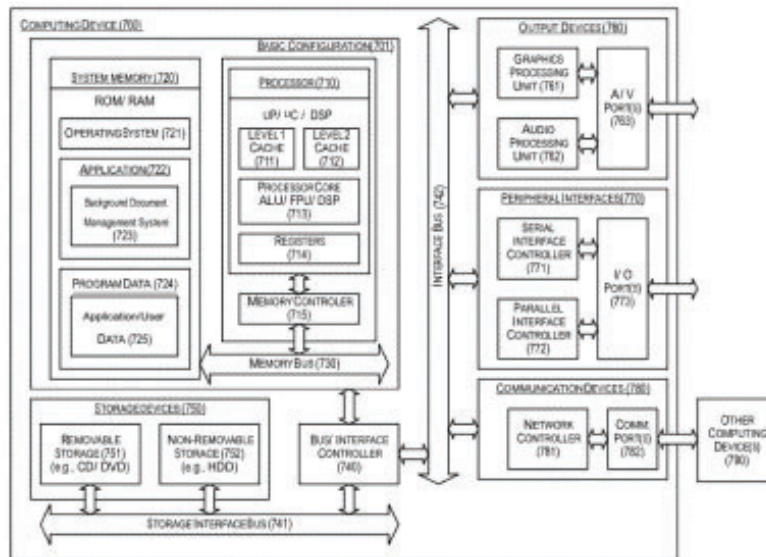 COMPUTING DEVICE (700)
BASIC CONFIGURATION (701)
SYSTEM MEMORY (720)
ROM/ RAM
OPERATING SYSTEM (721)
APPLICATION (722)
Background Document
Management System
(723)
PROGRAM DATA (724)
Application/User
DATA (725)
PROCESSOR (710)
uP/ uC / DSP
LEVEL 1
CACHE
(711)
LEVEL 2
CACHE
(712)
PROCESSOR CORE
ALU/ FPU/ DSP
(713)
REGISTERS
(714)
MEMORY CONTROLER
(715)
MEMORY BUS (730)
STORAGE DEVICES (750)
REMOVABLE
STORAGE (751)
(e.g., CD/ DVD)
NON-REMOVABLE
STORAGE (752)
(e.g., HDD)
BUS/ INTERFACE
CONTROLLER
(740)
STORAGE INTERFACE BUS (741)
INTERFACE BUS (742)
OUTPUT DEVICES (760)
GRAPHICS
PROCESSING
UNIT (761)
AUDIO
PROCESSING
UNIT (762)
A/ V
PORT(S)
(763)
PERIPHERAL INTERFACES (770)
SERIAL
INTERFACE
CONTROLLER
(771)
PARALLEL
INTERFACE
CONTROLLER
(772)
I/ O
PORT(S)
(773)
COMMUNICATION DEVICES (780)
NETWORK
CONTROLLER
(781)
COMM.
PORT(S)
(782)
OTHER
COMPUTING
DEVICE(S)
(790)